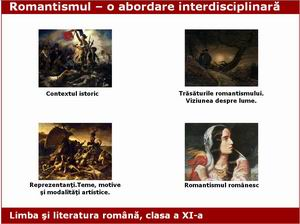 Romantismul – o abordare interdisciplinară
Contextul istoric
Trăsăturile romantismului.
Viziunea despre lume.
Reprezentanţi.Teme, motive
şi modalităţi artistice.
Romantismul românesc
Limba şi literatura română, clasa a XI-a